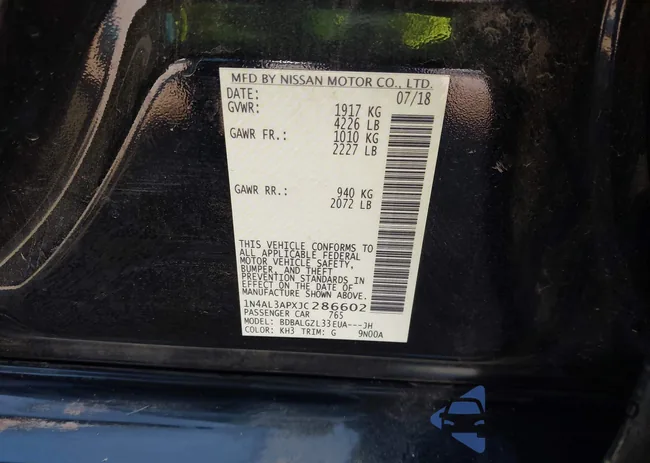 MFD BY NISSAN MOTOR CO., LTD.
DATE: 07/18
GVWR: 1917 KG
4226 LB
GAWR FR.: 1010 KG
2227 LB
GAWR RR.: 940 KG
2072 LB
THIS VEHICLE CONFORMS TO
ALL APPLICABLE FEDERAL
MOTOR VEHICLE SAFETY,
BUMPER, AND THEFT
PREVENTION STANDARDS IN
EFFECT ON THE DATE OF
MANUFACTURE SHOWN ABOVE.
1N4AL3APXJC286602
PASSENGER CAR 765
MODEL: BDBALGZL33EUA---JH
COLOR: KH3 TRIM: G 9N00A